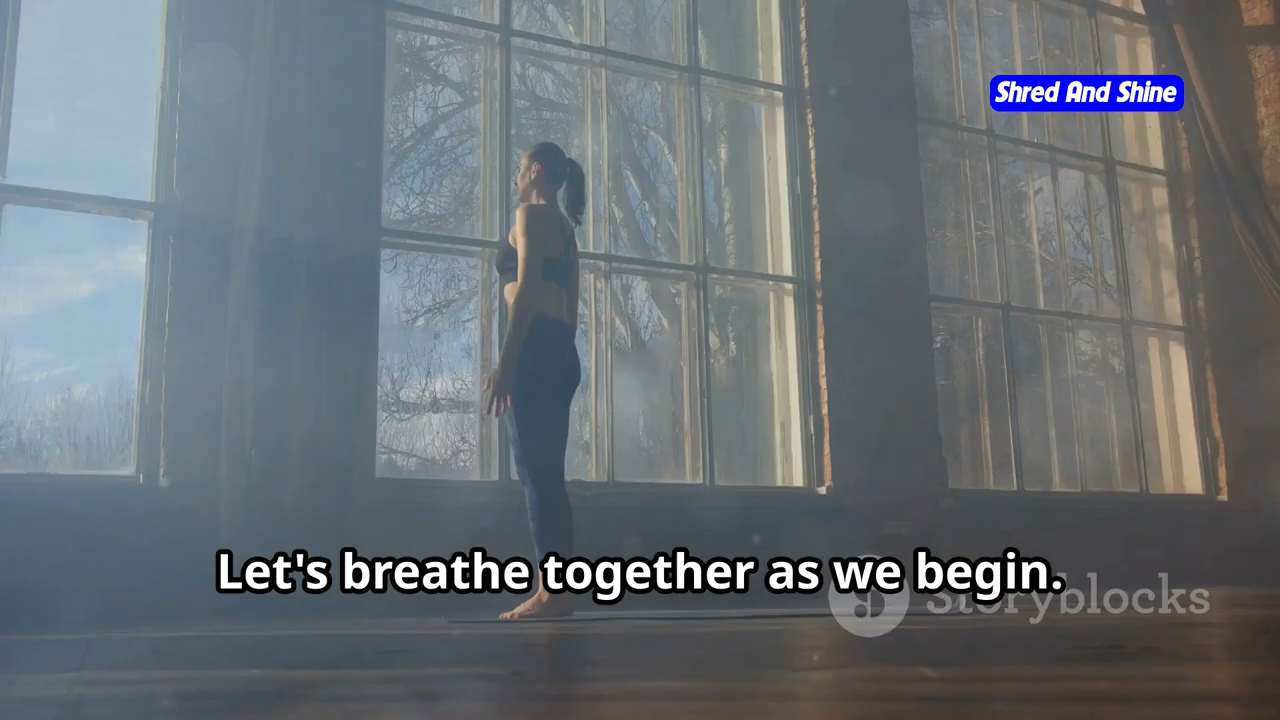 Shred And Shine
Let's breathe together as we begin.
Storyblocks